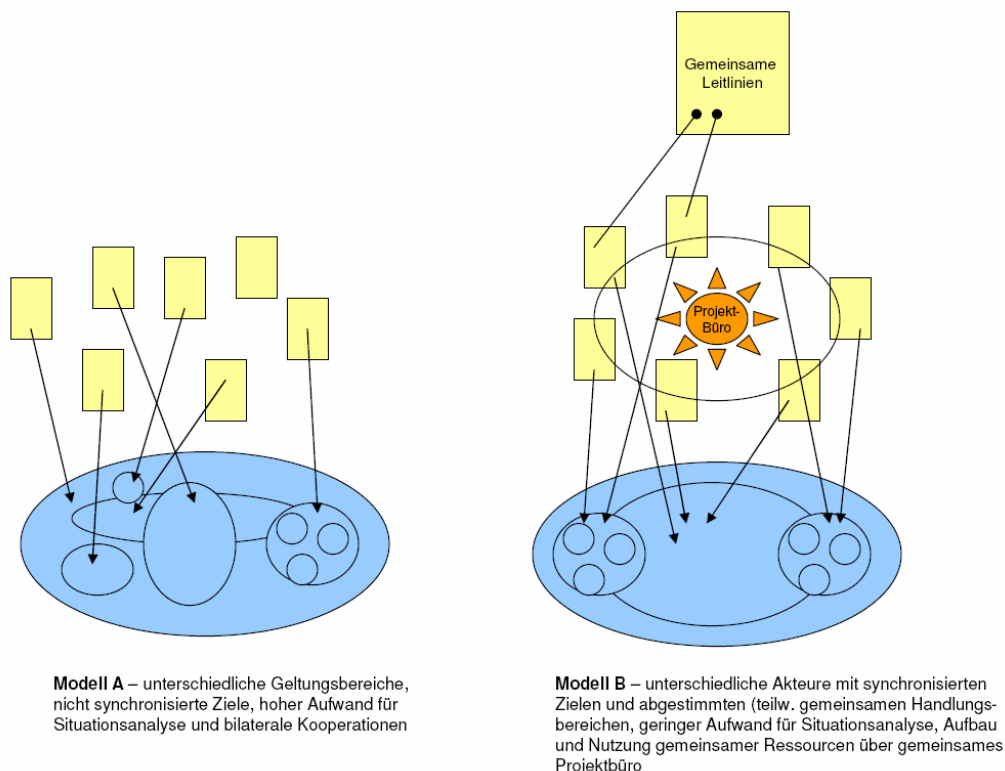 Gemeinsame
Leitlinien
Projekt-
Büro
Modell A – unterschiedliche Geltungsbereiche,
nicht synchronisierte Ziele, hoher Aufwand für
Situationsanalyse und bilaterale Kooperationen
Modell B – unterschiedliche Akteure mit synchronisierten
Zielen und abgestimmten (teilw. gemeinsamen Handlungs-
bereichen, geringer Aufwand für Situationsanalyse, Aufbau
und Nutzung gemeinsamer Ressourcen über gemeinsames
Projektbüro